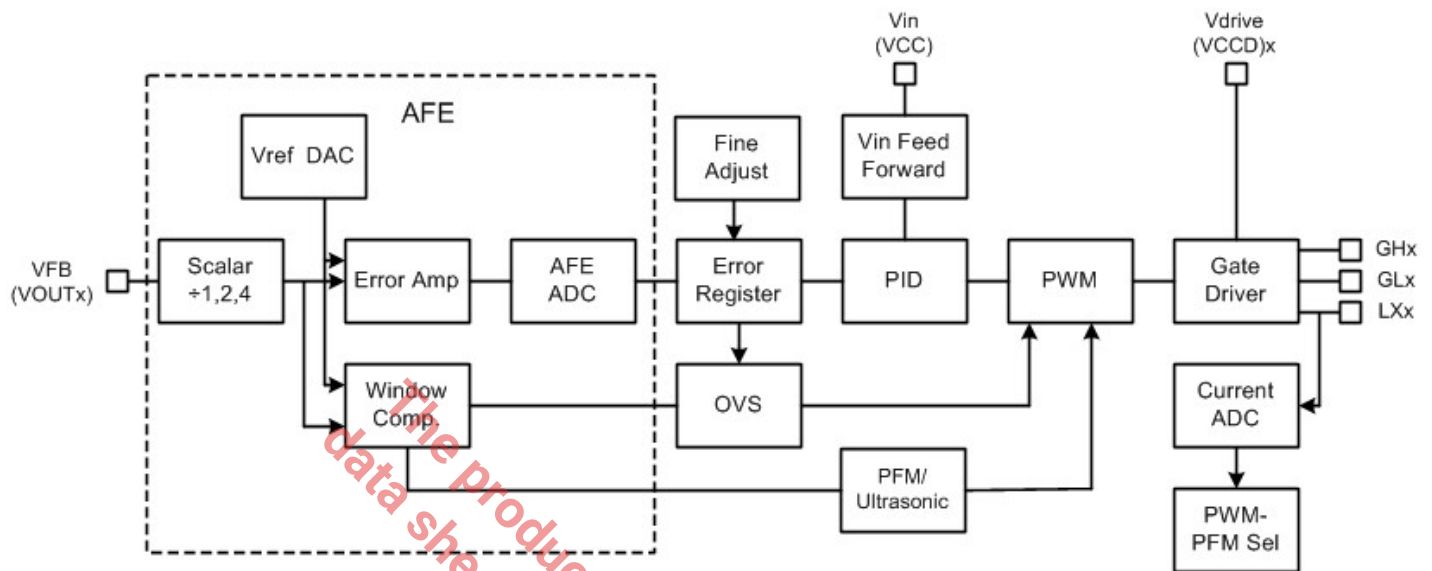 Vin
(VCC)
Vdrive
(VCCD)x
AFE
Vref DAC
Fine
Adjust
Vin Feed
Forward
VFB
(VOUTx)
Scalar
÷1,2,4
Error Amp
AFE
ADC
Error
Register
PID
PWM
Gate
Driver
GHx
GLx
LXx
Window
Comp.
OVS
Current
ADC
PFM/
Ultrasonic
PWM-
PFM Sel
The produc
data she